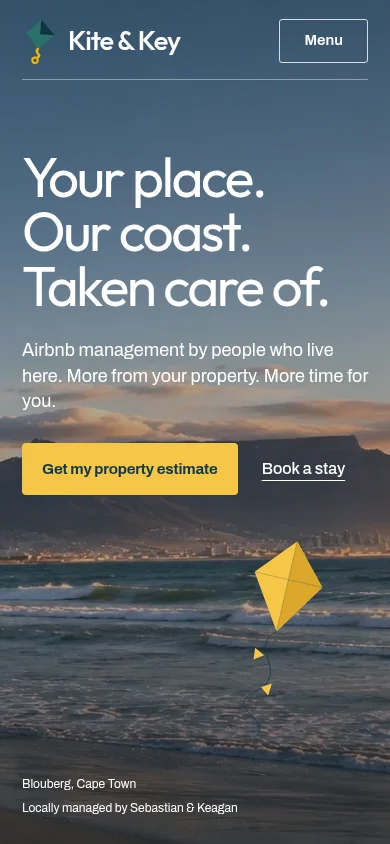 Kite & Key
Menu
Your place.
Our coast.
Taken care of.
Airbnb management by people who live
here. More from your property. More time for
you.
Get my property estimate
Book a stay
Blouberg, Cape Town
Locally managed by Sebastian & Keagan